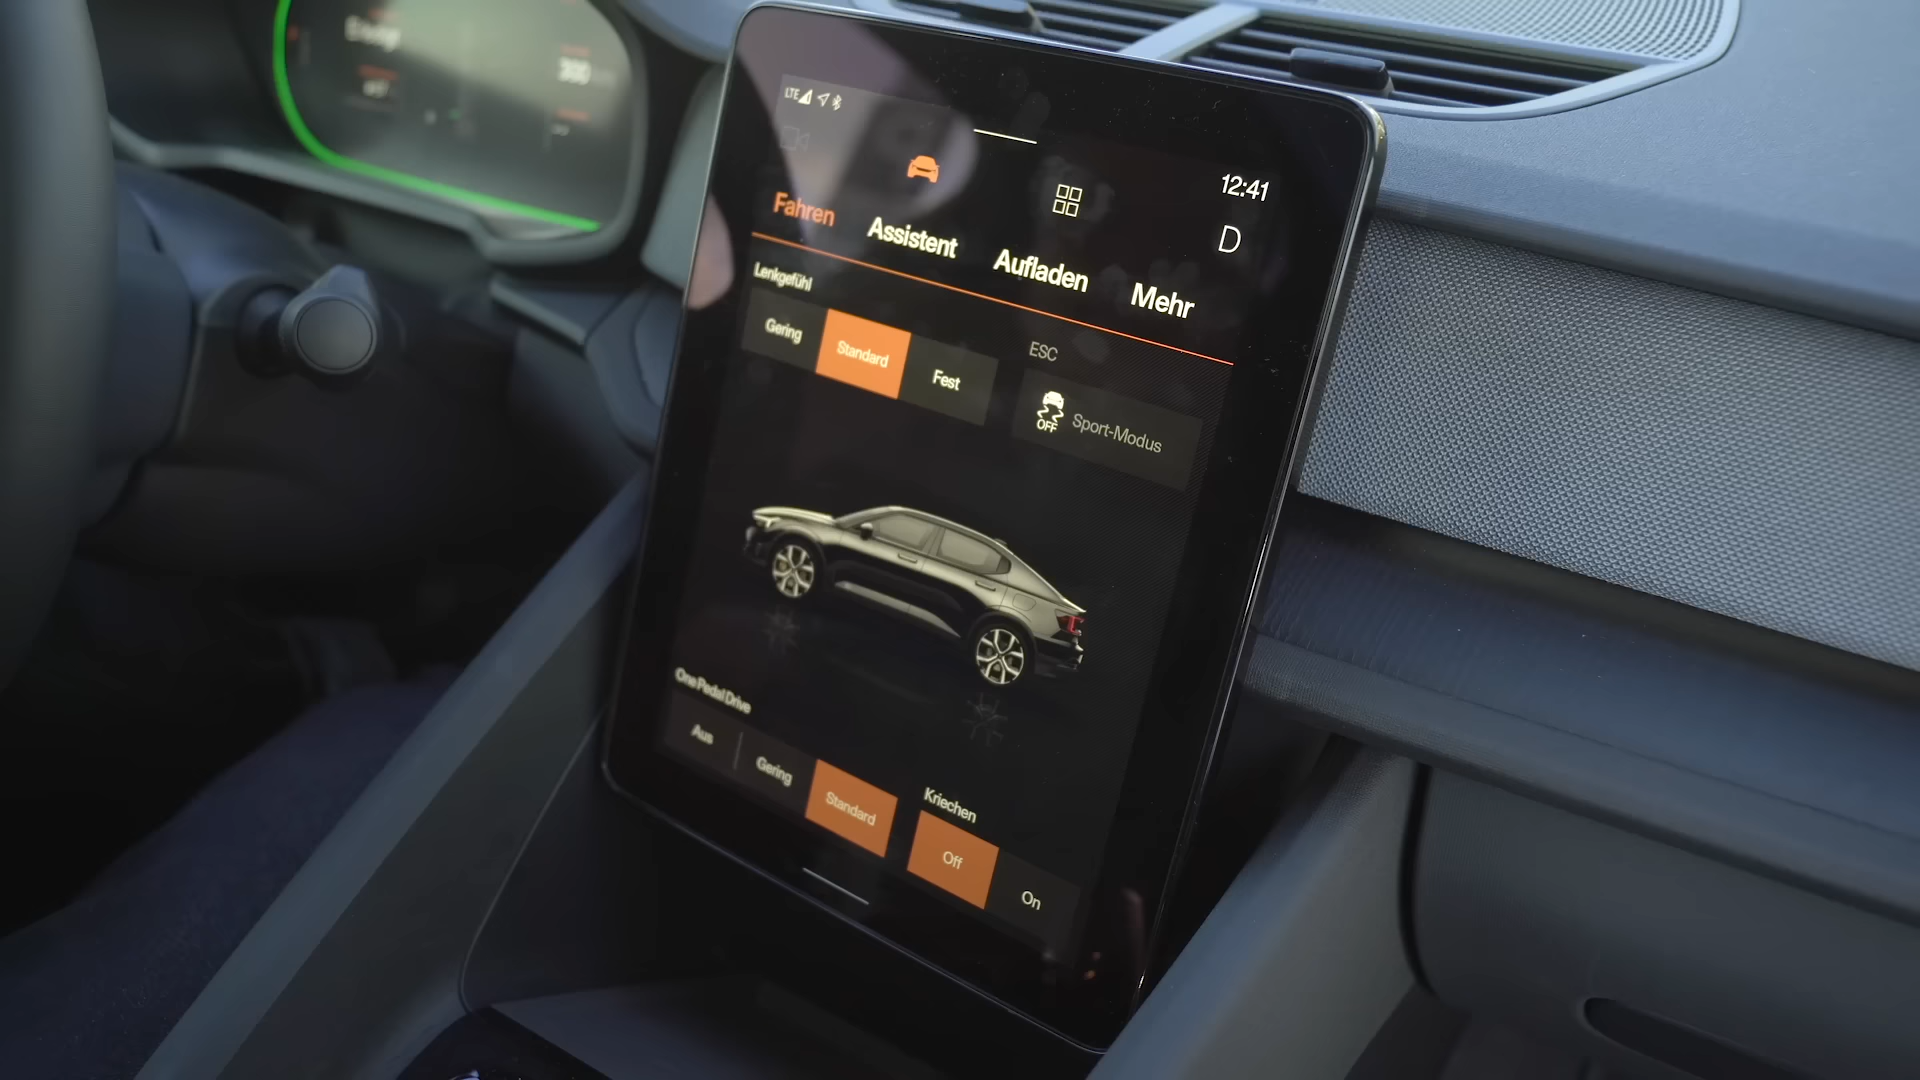 LTE
12:41
D
Fahren Assistent Aufladen Mehr
Lenkgefühl
Gering Standard Fest
ESC
OFF Sport-Modus
One Pedal Drive
Aus Gering Standard
Kriechen
Off On
300